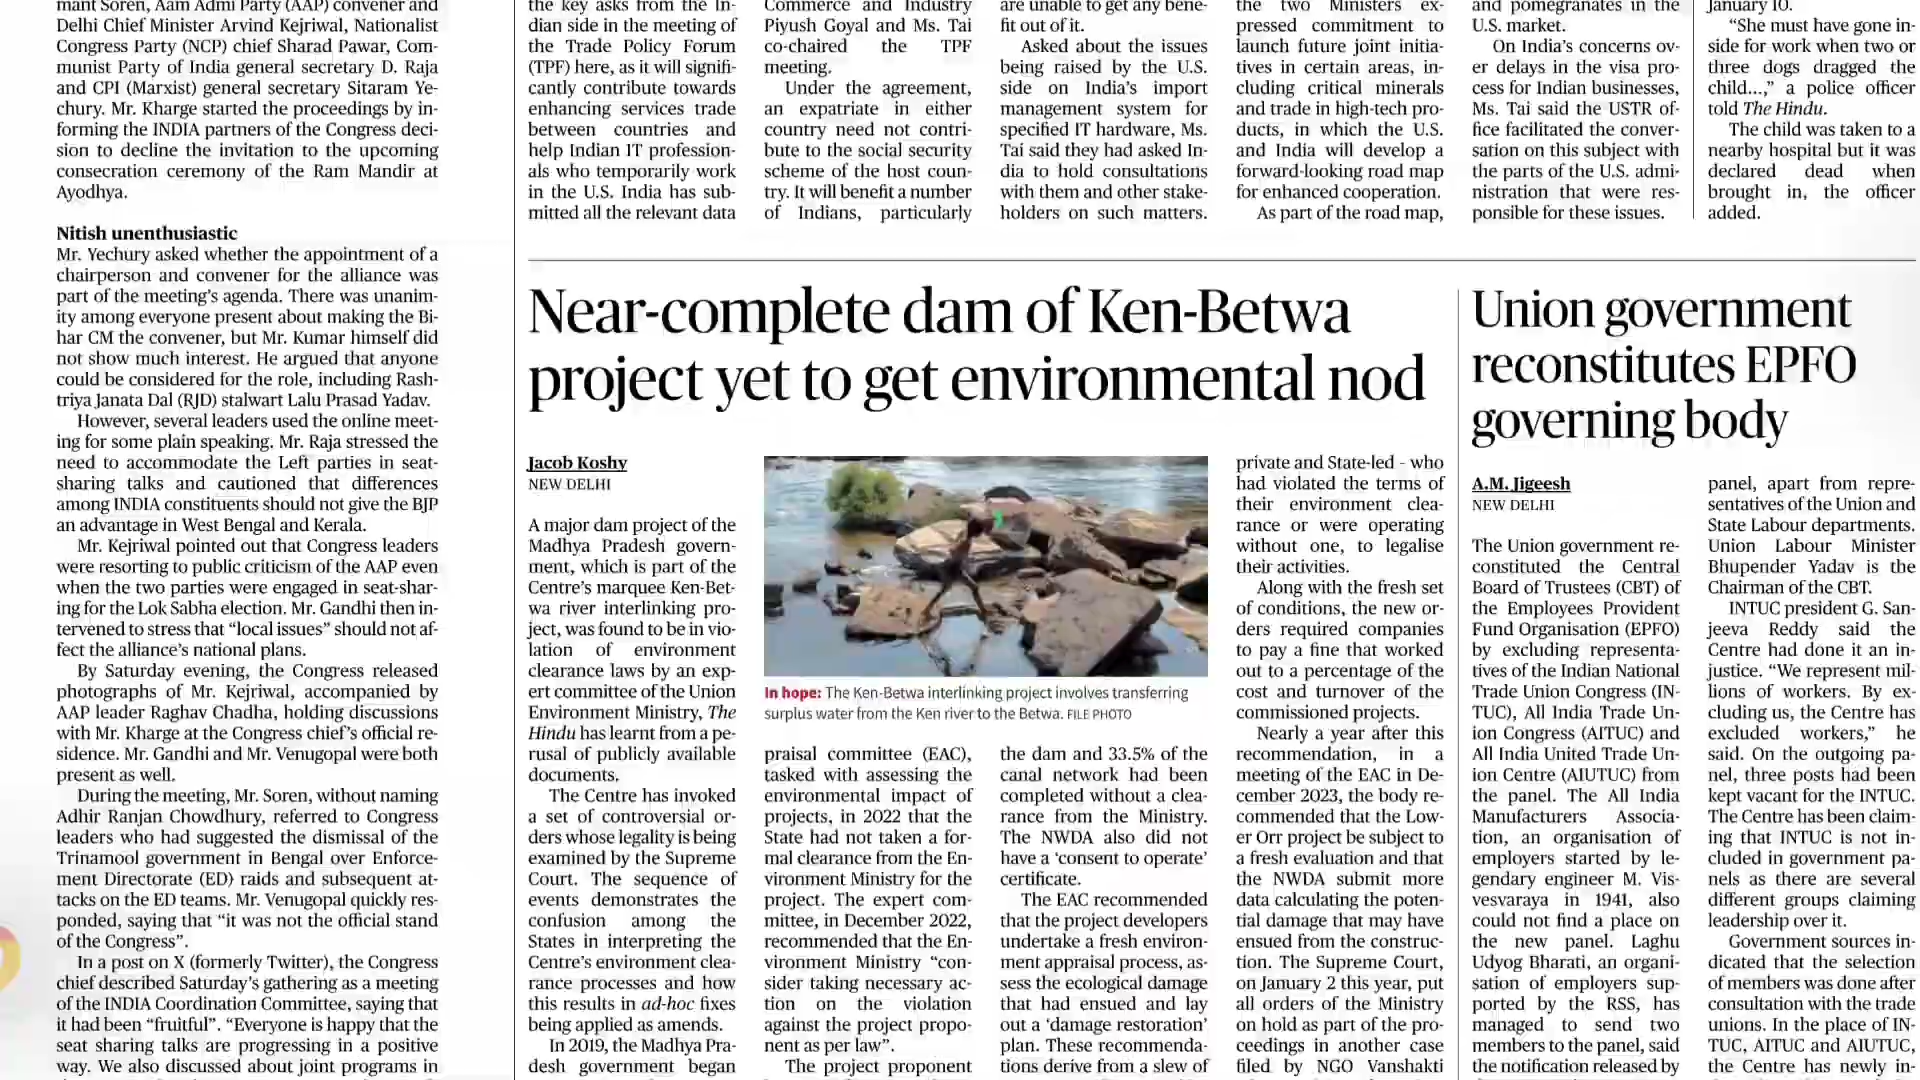 mant Soren, Aam Admi Party (AAP) convener and
Delhi Chief Minister Arvind Kejriwal, Nationalist
Congress Party (NCP) chief Sharad Pawar, Com-
munist Party of India general secretary D. Raja
and CPI (Marxist) general secretary Sitaram Ye-
chury. Mr. Kharge started the proceedings by in-
forming the INDIA partners of the Congress deci-
sion to decline the invitation to the upcoming
consecration ceremony of the Ram Mandir at
Ayodhya.
Nitish unenthusiastic
Mr. Yechury asked whether the appointment of a
chairperson and convener for the alliance was
part of the meeting's agenda. There was unanim-
ity among everyone present about making the Bi-
har CM the convener, but Mr. Kumar himself did
not show much interest. He argued that anyone
could be considered for the role, including Rash-
triya Janata Dal (RJD) stalwart Lalu Prasad Yadav.
However, several leaders used the online meet-
ing for some plain speaking. Mr. Raja stressed the
need to accommodate the Left parties in seat-
sharing talks and cautioned that differences
among INDIA constituents should not give the BJP
an advantage in West Bengal and Kerala.
Mr. Kejriwal pointed out that Congress leaders
were resorting to public criticism of the AAP even
when the two parties were engaged in seat-shar-
ing for the Lok Sabha election. Mr. Gandhi then in-
tervened to stress that “local issues” should not af-
fect the alliance's national plans.
By Saturday evening, the Congress released
photographs of Mr. Kejriwal, accompanied by
AAP leader Raghav Chadha, holding discussions
with Mr. Kharge at the Congress chief's official re-
sidence. Mr. Gandhi and Mr. Venugopal were both
present as well.
During the meeting, Mr. Soren, without naming
Adhir Ranjan Chowdhury, referred to Congress
leaders who had suggested the dismissal of the
Trinamool government in Bengal over Enforce-
ment Directorate (ED) raids and subsequent at-
tacks on the ED teams. Mr. Venugopal quickly res-
ponded, saying that “it was not the official stand
of the Congress”.
In a post on X (formerly Twitter), the Congress
chief described Saturday's gathering as a meeting
of the INDIA Coordination Committee, saying that
it had been “fruitful”. “Everyone is happy that the
seat sharing talks are progressing in a positive
way. We also discussed about joint programs in
the key asks from the In-
dian side in the meeting of
the Trade Policy Forum
(TPF) here, as it will signifi-
cantly contribute towards
enhancing services trade
between countries and
help Indian IT profession-
als who temporarily work
in the U.S. India has sub-
mitted all the relevant data
Commerce and Industry
Piyush Goyal and Ms. Tai
co-chaired the TPF
meeting.
Under the agreement,
an expatriate in either
country need not contri-
bute to the social security
scheme of the host coun-
try. It will benefit a number
of Indians, particularly
are unable to get any bene-
fit out of it.
Asked about the issues
being raised by the U.S.
side on India's import
management system for
specified IT hardware, Ms.
Tai said they had asked In-
dia to hold consultations
with them and other stake-
holders on such matters.
the two Ministers ex-
pressed commitment to
launch future joint initia-
tives in certain areas, in-
cluding critical minerals
and trade in high-tech pro-
ducts, in which the U.S.
and India will develop a
forward-looking road map
for enhanced cooperation.
As part of the road map,
and pomegranates in the
U.S. market.
On India's concerns ov-
er delays in the visa pro-
cess for Indian businesses,
Ms. Tai said the USTR of-
fice facilitated the conver-
sation on this subject with
the parts of the U.S. admi-
nistration that were res-
ponsible for these issues.
January 10.
“She must have gone in-
side for work when two or
three dogs dragged the
child...,” a police officer
told The Hindu.
The child was taken to a
nearby hospital but it was
declared dead when
brought in, the officer
added.
Near-complete dam of Ken-Betwa
project yet to get environmental nod
Jacob Koshy
NEW DELHI
A major dam project of the
Madhya Pradesh govern-
ment, which is part of the
Centre's marquee Ken-Bet-
wa river interlinking pro-
ject, was found to be in vio-
lation of environment
clearance laws by an exp-
ert committee of the Union
Environment Ministry, The
Hindu has learnt from a pe-
rusal of publicly available
documents.
The Centre has invoked
a set of controversial or-
ders whose legality is being
examined by the Supreme
Court. The sequence of
events demonstrates the
confusion among the
States in interpreting the
Centre's environment clea-
rance processes and how
this results in ad-hoc fixes
being applied as amends.
In 2019, the Madhya Pra-
desh government began
In hope: The Ken-Betwa interlinking project involves transferring
surplus water from the Ken river to the Betwa. FILE PHOTO
praisal committee (EAC),
tasked with assessing the
environmental impact of
projects, in 2022 that the
State had not taken a for-
mal clearance from the En-
vironment Ministry for the
project. The expert com-
mittee, in December 2022,
recommended that the En-
vironment Ministry “con-
sider taking necessary ac-
tion on the violation
against the project propo-
nent as per law”.
The project proponent
the dam and 33.5% of the
canal network had been
completed without a clea-
rance from the Ministry.
The NWDA also did not
have a ‘consent to operate’
certificate.
The EAC recommended
that the project developers
undertake a fresh environ-
ment appraisal process, as-
sess the ecological damage
that had ensued and lay
out a ‘damage restoration’
plan. These recommenda-
tions derive from a slew of
private and State-led - who
had violated the terms of
their environment clea-
rance or were operating
without one, to legalise
their activities.
Along with the fresh set
of conditions, the new or-
ders required companies
to pay a fine that worked
out to a percentage of the
cost and turnover of the
commissioned projects.
Nearly a year after this
recommendation, in a
meeting of the EAC in De-
cember 2023, the body re-
commended that the Low-
er Orr project be subject to
a fresh evaluation and that
the NWDA submit more
data calculating the poten-
tial damage that may have
ensued from the construc-
tion. The Supreme Court,
on January 2 this year, put
all orders of the Ministry
on hold as part of the pro-
ceedings in another case
filed by NGO Vanshakti
Union government
reconstitutes EPFO
governing body
A.M. Jigeesh
NEW DELHI
The Union government re-
constituted the Central
Board of Trustees (CBT) of
the Employees Provident
Fund Organisation (EPFO)
by excluding representa-
tives of the Indian National
Trade Union Congress (IN-
TUC), All India Trade Un-
ion Congress (AITUC) and
All India United Trade Un-
ion Centre (AIUTUC) from
the panel. The All India
Manufacturers Associa-
tion, an organisation of
employers started by le-
gendary engineer M. Vis-
vesvaraya in 1941, also
could not find a place on
the new panel. Laghu
Udyog Bharati, an organi-
sation of employers sup-
ported by the RSS, has
managed to send two
members to the panel, said
the notification released by
panel, apart from repre-
sentatives of the Union and
State Labour departments.
Union Labour Minister
Bhupender Yadav is the
Chairman of the CBT.
INTUC president G. San-
jeeva Reddy said the
Centre had done it an in-
justice. “We represent mil-
lions of workers. By ex-
cluding us, the Centre has
excluded workers,” he
said. On the outgoing pa-
nel, three posts had been
kept vacant for the INTUC.
The Centre has been claim-
ing that INTUC is not in-
cluded in government pa-
nels as there are several
different groups claiming
leadership over it.
Government sources in-
dicated that the selection
of members was done after
consultation with the trade
unions. In the place of IN-
TUC, AITUC and AIUTUC,
the Centre has newly in-